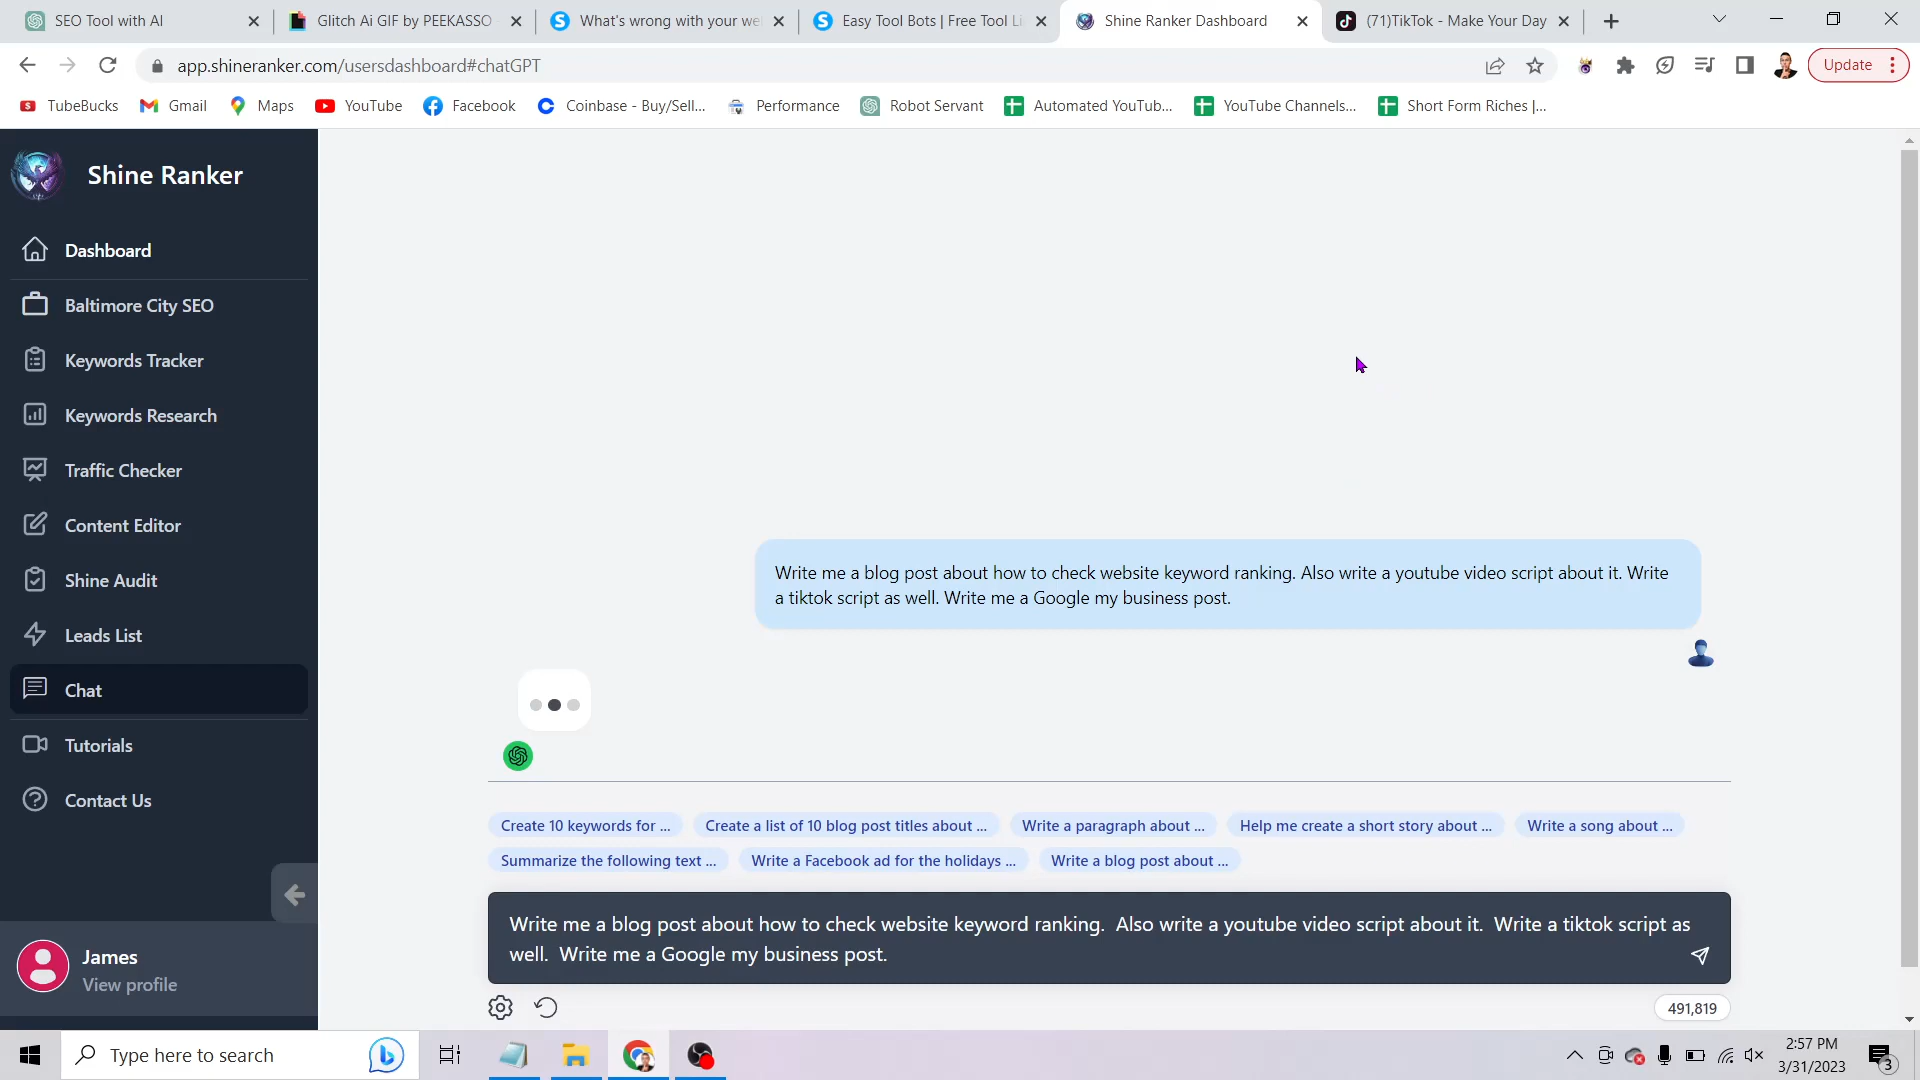 SEO Tool with AI
Glitch Ai GIF by PEEKASSO
What's wrong with your we
Easy Tool Bots | Free Tool Li
Shine Ranker Dashboard
(71)TikTok - Make Your Day
app.shineranker.com/usersdashboard#chatGPT
Update
TubeBucks
Gmail
Maps
YouTube
Facebook
Coinbase - Buy/Sell...
Performance
Robot Servant
Automated YouTub...
YouTube Channels...
Short Form Riches |...
Shine Ranker
Dashboard
Baltimore City SEO
Keywords Tracker
Keywords Research
Traffic Checker
Content Editor
Shine Audit
Leads List
Chat
Tutorials
Contact Us
James
View profile
Write me a blog post about how to check website keyword ranking. Also write a youtube video script about it. Write
a tiktok script as well. Write me a Google my business post.
Create 10 keywords for ...
Create a list of 10 blog post titles about ...
Write a paragraph about ...
Help me create a short story about ...
Write a song about ...
Summarize the following text ...
Write a Facebook ad for the holidays ...
Write a blog post about ...
Write me a blog post about how to check website keyword ranking.  Also write a youtube video script about it.  Write a tiktok script as
well.  Write me a Google my business post.
491,819
Type here to search
2:57 PM
3/31/2023
3